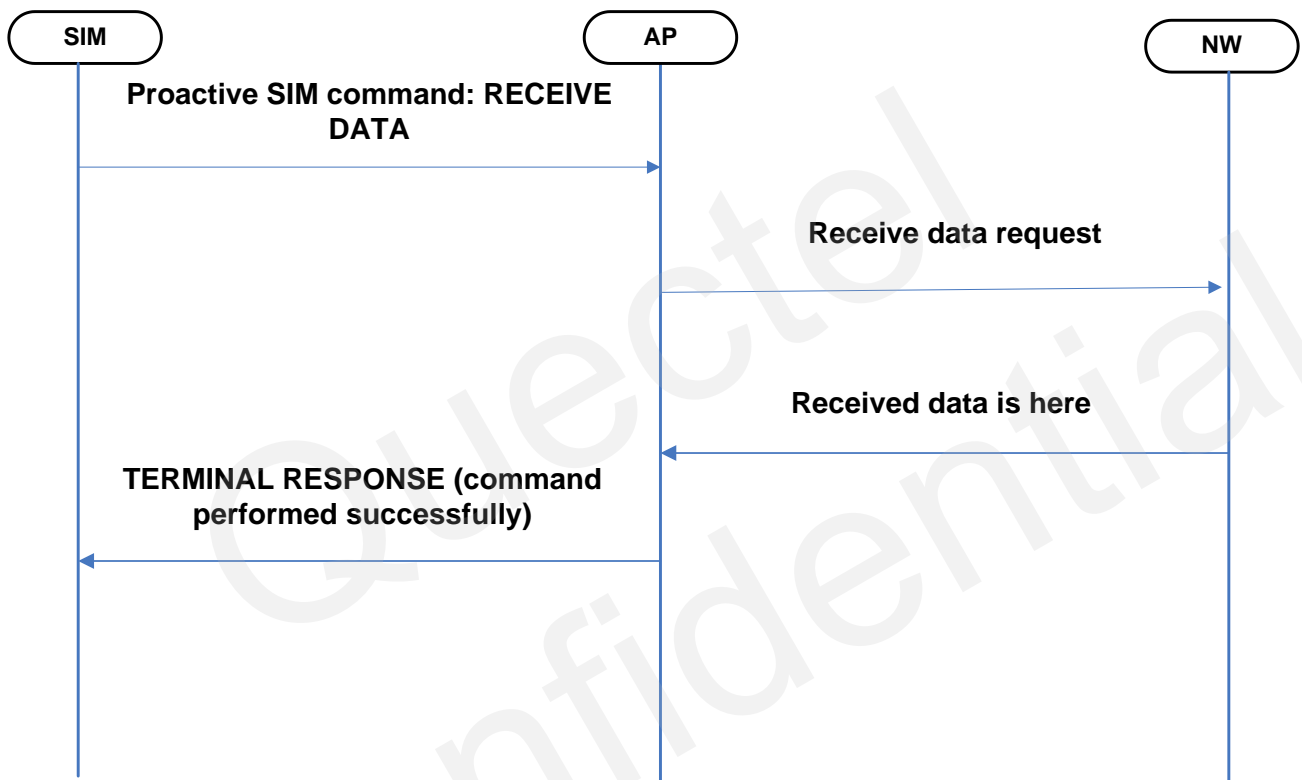 SIM
AP
NW
Proactive SIM command: RECEIVE
DATA
Receive data request
Received data is here
TERMINAL RESPONSE (command
performed successfully)
Quectel
nfidential